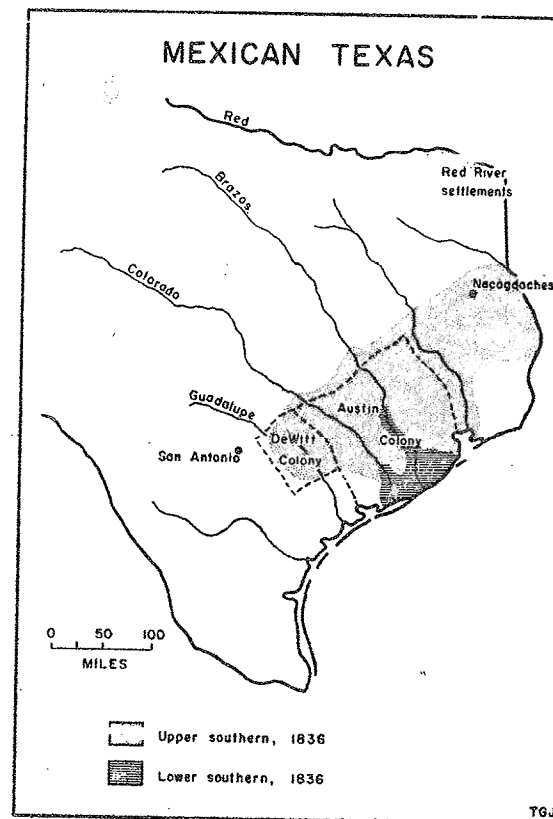 MEXICAN TEXAS
Red
Brazos
Red River
settlements
Colorado
Nacogdoches
Guadalupe
Austin
DeWitt
Colony
San Antonio
Colony
0 50 100
MILES
Upper southern, 1836
Lower southern, 1836
TGJ